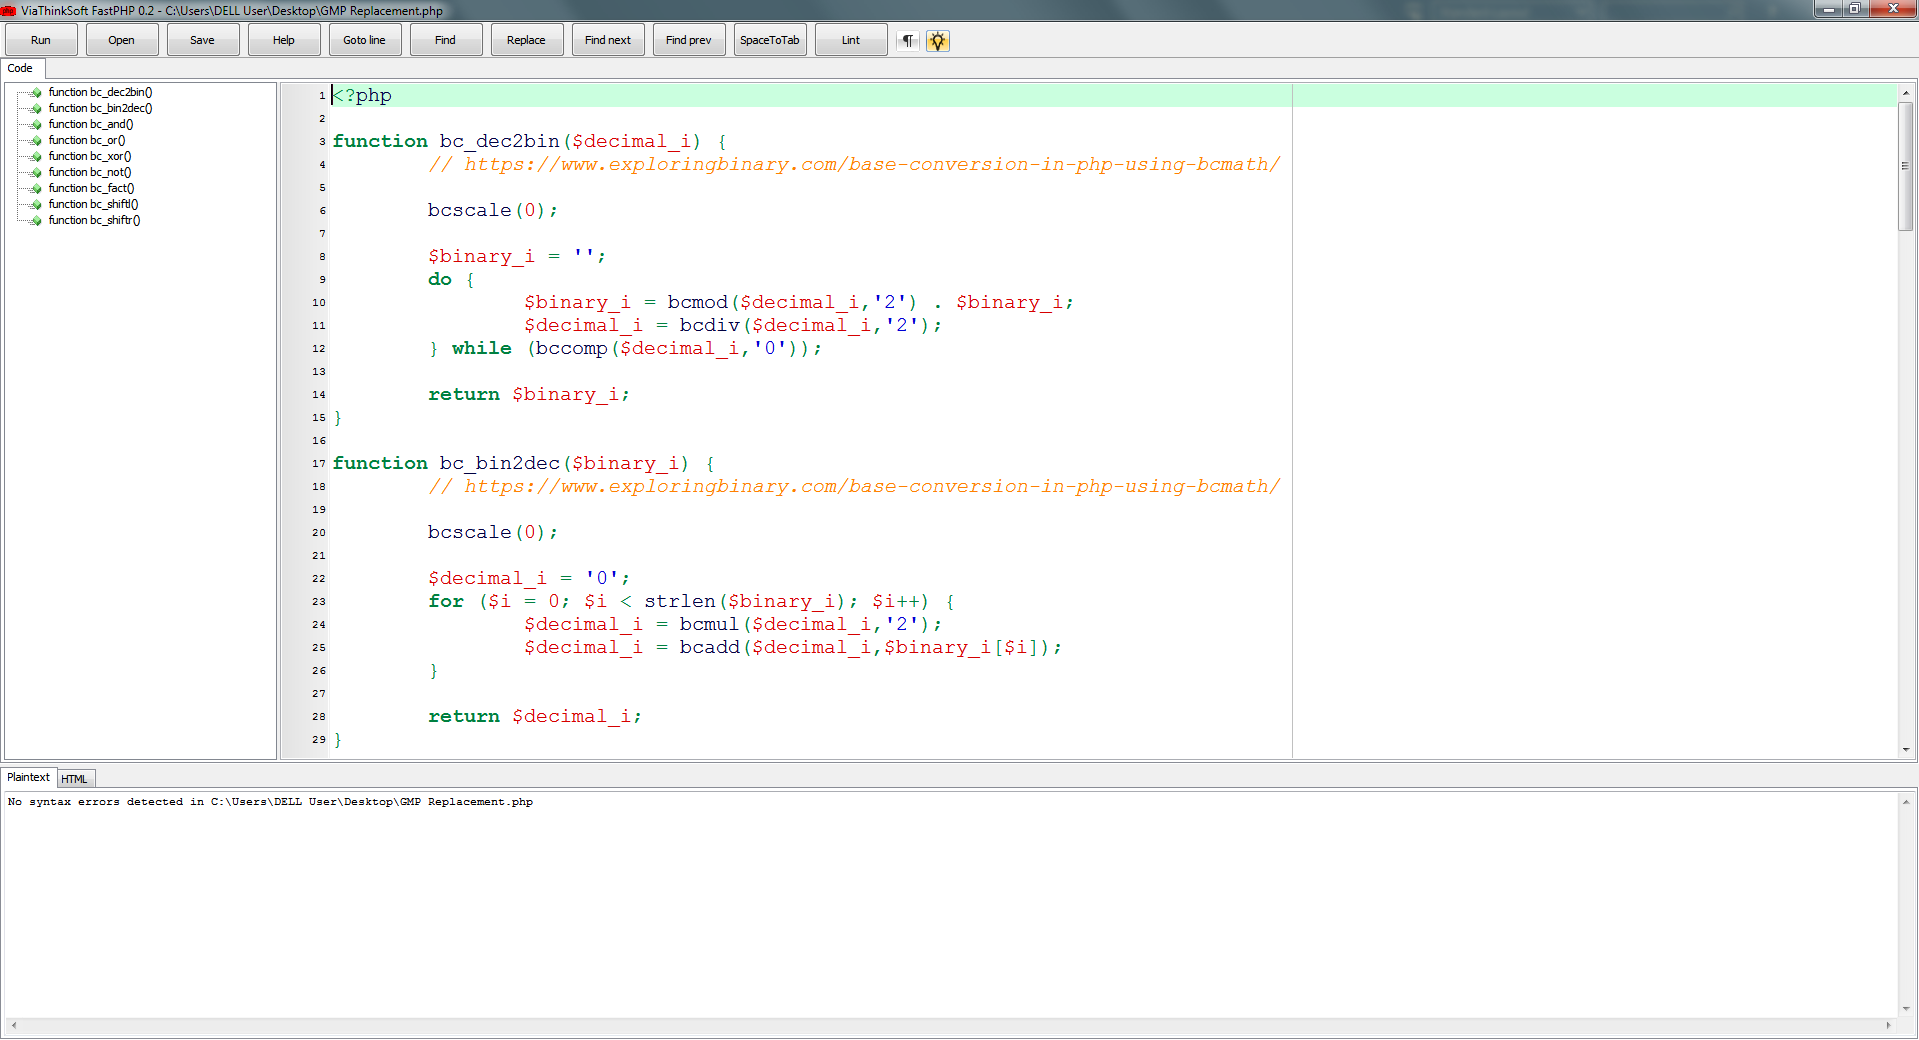 ViaThinkSoft FastPHP 0.2 - C:\Users\DELL User\Desktop\GMP Replacement.php
Run Open Save Help Goto line Find Replace Find next Find prev SpaceToTab Lint ¶
Code
function bc_dec2bin()
function bc_bin2dec()
function bc_and()
function bc_or()
function bc_xor()
function bc_not()
function bc_fact()
function bc_shiftl()
function bc_shiftr()
1 <?php
2
3 function bc_dec2bin($decimal_i) {
4 // https://www.exploringbinary.com/base-conversion-in-php-using-bcmath/
5
6 bcscale(0);
7
8 $binary_i = '';
9 do {
10 $binary_i = bcmod($decimal_i,'2') . $binary_i;
11 $decimal_i = bcdiv($decimal_i,'2');
12 } while (bccomp($decimal_i,'0'));
13
14 return $binary_i;
15 }
16
17 function bc_bin2dec($binary_i) {
18 // https://www.exploringbinary.com/base-conversion-in-php-using-bcmath/
19
20 bcscale(0);
21
22 $decimal_i = '0';
23 for ($i = 0; $i < strlen($binary_i); $i++) {
24 $decimal_i = bcmul($decimal_i,'2');
25 $decimal_i = bcadd($decimal_i,$binary_i[$i]);
26 }
27
28 return $decimal_i;
29 }
Plaintext HTML
No syntax errors detected in C:\Users\DELL User\Desktop\GMP Replacement.php